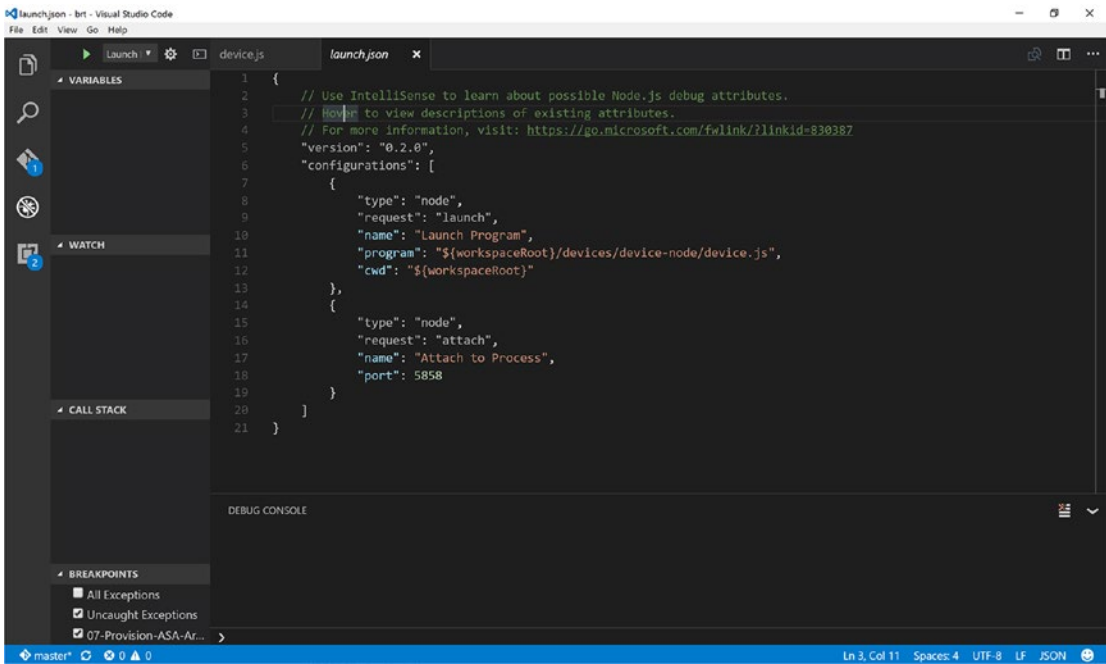 launch.json - brt - Visual Studio Code
File Edit View Go Help
Launch
device.js
launch.json
VARIABLES
1 {
2 // Use IntelliSense to learn about possible Node.js debug attributes.
3 // Hover to view descriptions of existing attributes.
4 // For more information, visit: https://go.microsoft.com/fwlink/?linkid=830387
5 "version": "0.2.0",
6 "configurations": [
7 {
8 "type": "node",
9 "request": "launch",
10 "name": "Launch Program",
11 "program": "${workspaceRoot}/devices/device-node/device.js",
12 "cwd": "${workspaceRoot}"
13 },
14 {
15 "type": "node",
16 "request": "attach",
17 "name": "Attach to Process",
18 "port": 5858
19 }
20 ]
21 }
1
2
WATCH
CALL STACK
DEBUG CONSOLE
BREAKPOINTS
All Exceptions
Uncaught Exceptions
07-Provision-ASA-Ar...
master* 0 0
Ln 3, Col 11 Spaces: 4 UTF-8 LF JSON